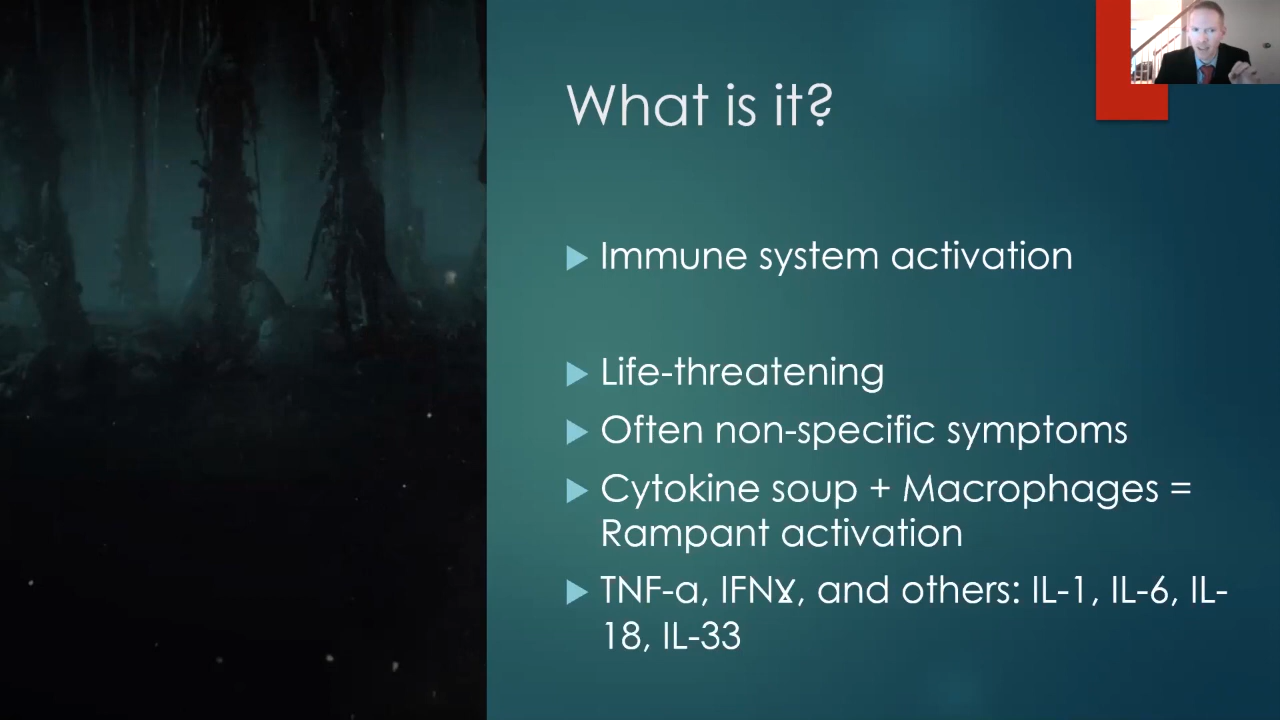 What is it?
Immune system activation
Life-threatening
Often non-specific symptoms
Cytokine soup + Macrophages =
Rampant activation
TNF-a, IFNɣ, and others: IL-1, IL-6, IL-
18, IL-33